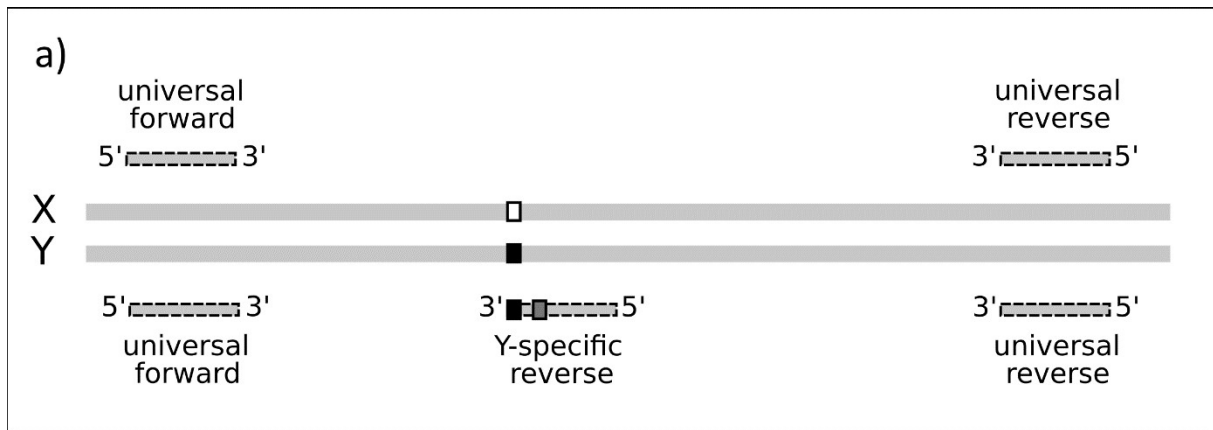 a)
universal
forward
universal
reverse
5' 3'
3' 5'
X
Y
5' 3'
3' 5'
3' 5'
universal
forward
Y-specific
reverse
universal
reverse